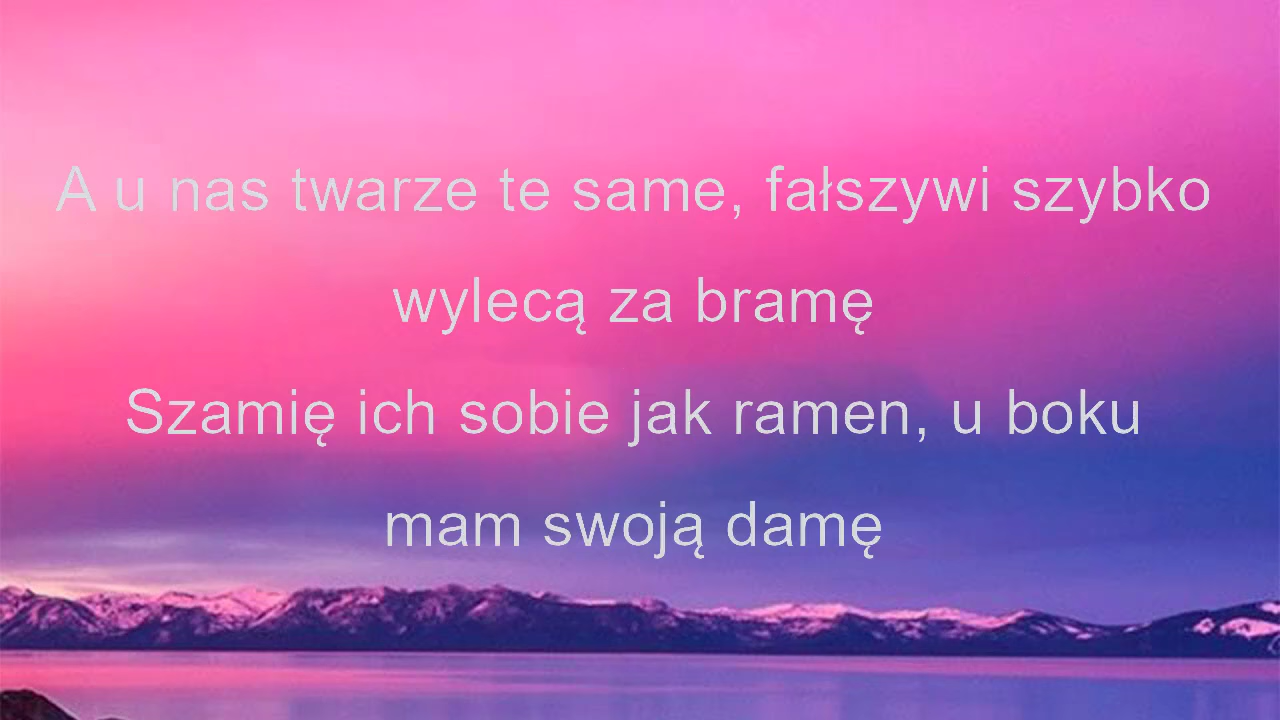 A u nas twarze te same, fałszywi szybko
wylecą za bramę
Szamię ich sobie jak ramen, u boku
mam swoją damę